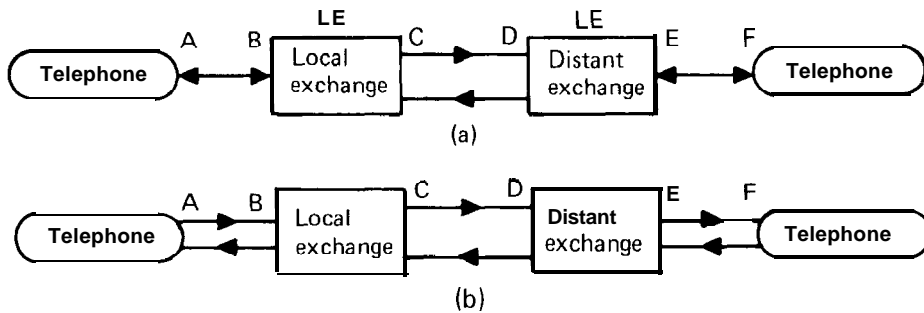 LE LE
A B C D E F
Telephone Local exchange Distant exchange Telephone
(a)
A B C D E F
Telephone Local exchange Distant exchange Telephone
(b)